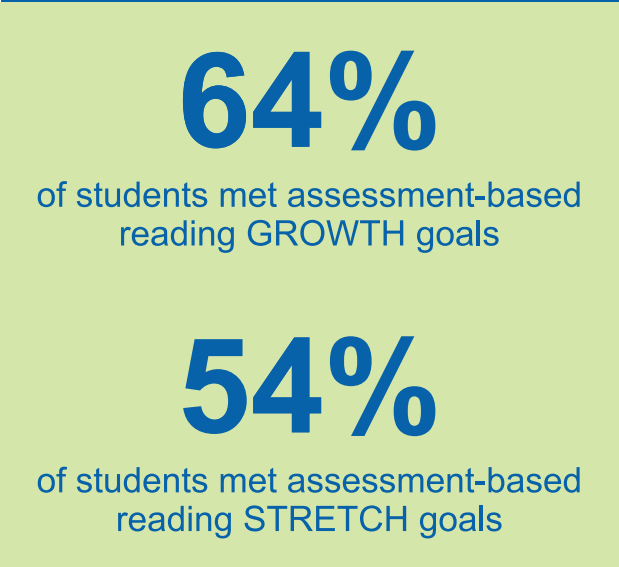 64%
of students met assessment-based
reading GROWTH goals
54%
of students met assessment-based
reading STRETCH goals